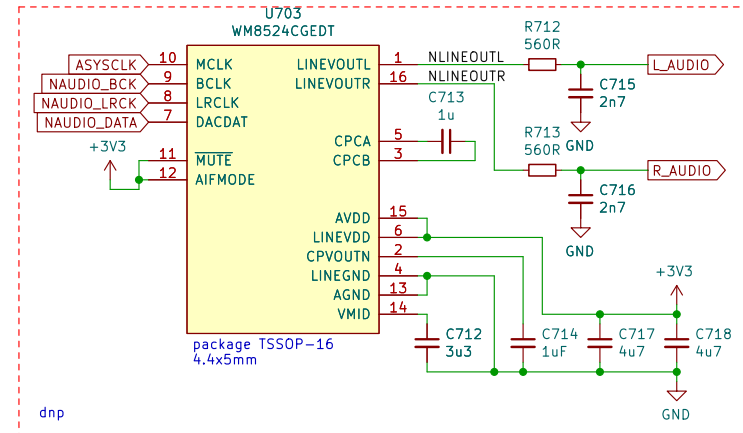 U703
WM8524CGEDT
ASYSCLK 10 MCLK
NAUDIO_BCK 9 BCLK
NAUDIO_LRCK 8 LRCLK
NAUDIO_DATA 7 DACDAT
+3V3
11 MUTE
12 AIFMODE
LINEVOUTL 1 NLINEOUTL
LINEVOUTR 16 NLINEOUTR
CPCA 5
CPCB 3
C713
1u
AVDD 15
LINEVDD 6
CPVOUTN 2
LINEGND 4
AGND 13
VMID 14
R712
560R
L_AUDIO
C715
2n7
GND
R713
560R
R_AUDIO
C716
2n7
GND
+3V3
C712
3u3
C714
1uF
C717
4u7
C718
4u7
GND
package TSSOP-16
4.4x5mm
dnp